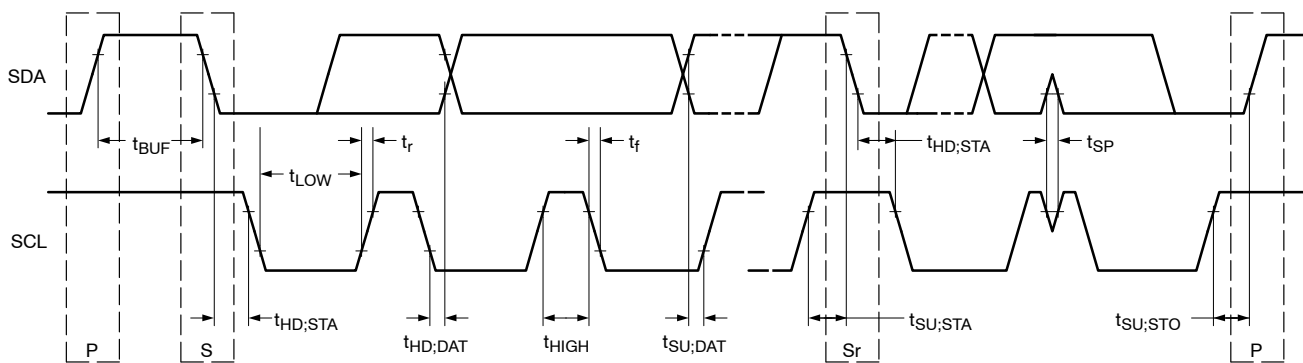 SDA
tBUF
tr
tf
tHD;STA
tSP
tLOW
SCL
tHD;STA
tHD;DAT
tHIGH
tSU;DAT
tSU;STA
tSU;STO
P
S
Sr
P